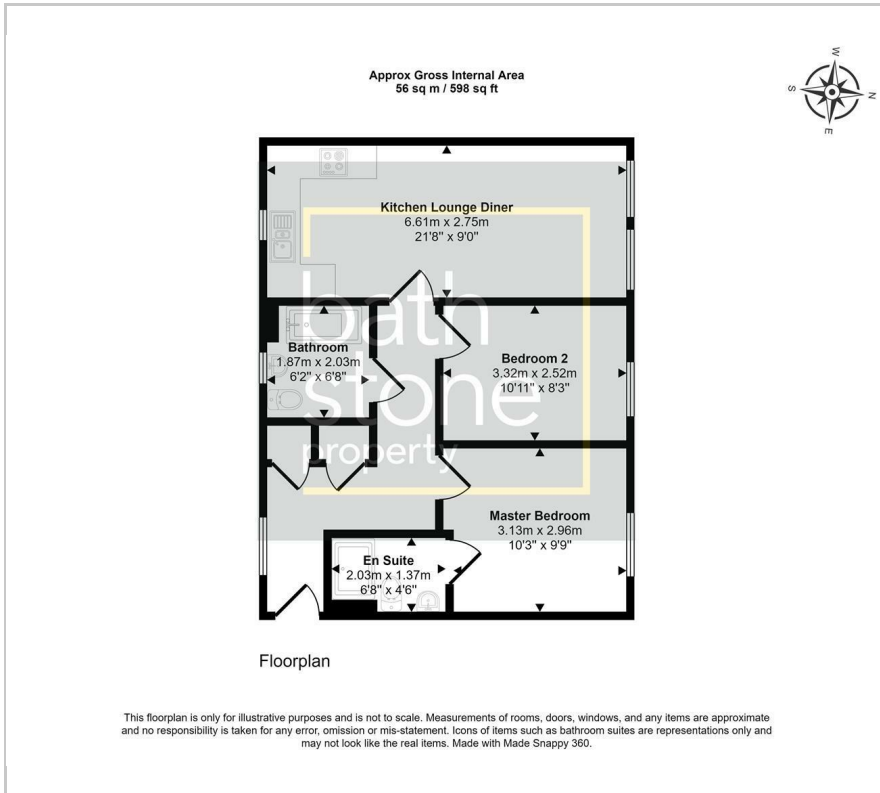 Approx Gross Internal Area
56 sq m / 598 sq ft
W
S
N
E
Kitchen Lounge Diner
6.61m x 2.75m
21'8" x 9'0"
bath
stone
property
Bathroom
1.87m x 2.03m
6'2" x 6'8"
Bedroom 2
3.32m x 2.52m
10'11" x 8'3"
Master Bedroom
3.13m x 2.96m
10'3" x 9'9"
En Suite
2.03m x 1.37m
6'8" x 4'6"
Floorplan
This floorplan is only for illustrative purposes and is not to scale. Measurements of rooms, doors, windows, and any items are approximate
and no responsibility is taken for any error, omission or mis-statement. Icons of items such as bathroom suites are representations only and
may not look like the real items. Made with Made Snappy 360.